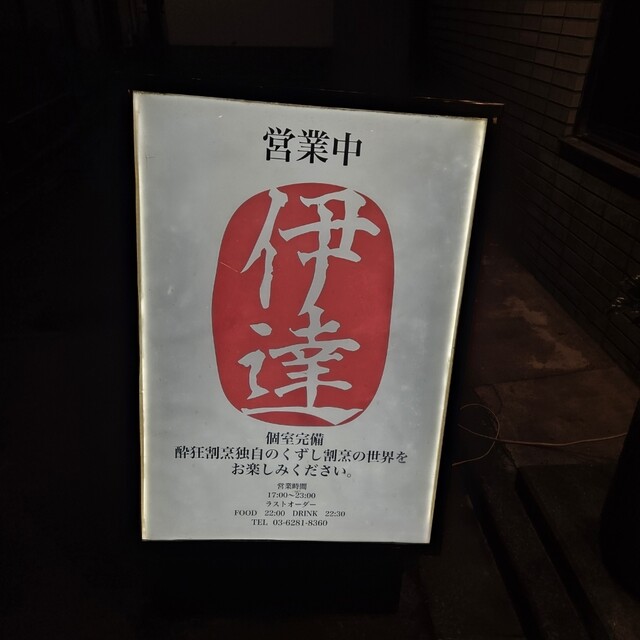 営業中
伊達
個室完備
酔狂割烹独自のくずし割烹の世界を
お楽しみください。
営業時間
17:00〜23:00
ラストオーダー
FOOD 22:00 DRINK 22:30
TEL 03-6281-8360